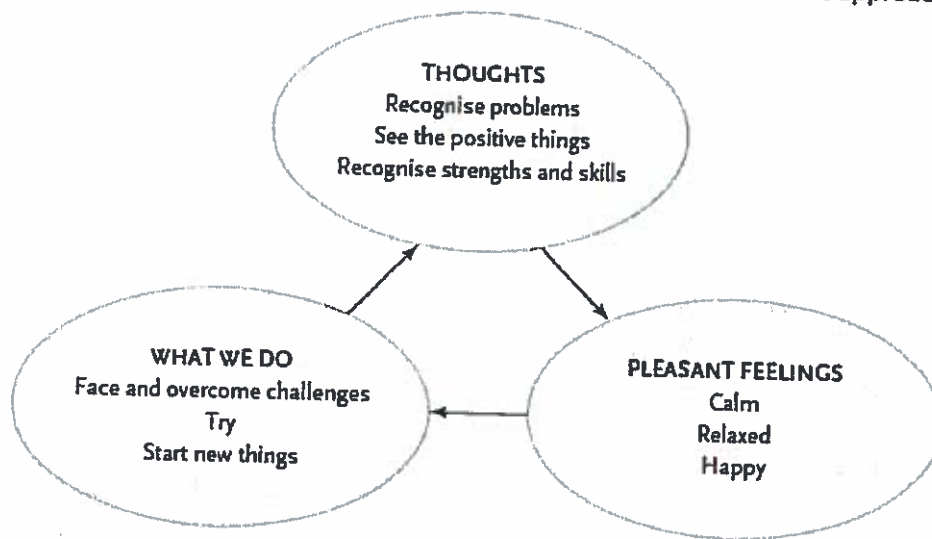 THOUGHTS
Recognise problems
See the positive things
Recognise strengths and skills
WHAT WE DO
Face and overcome challenges
Try
Start new things
PLEASANT FEELINGS
Calm
Relaxed
Happy